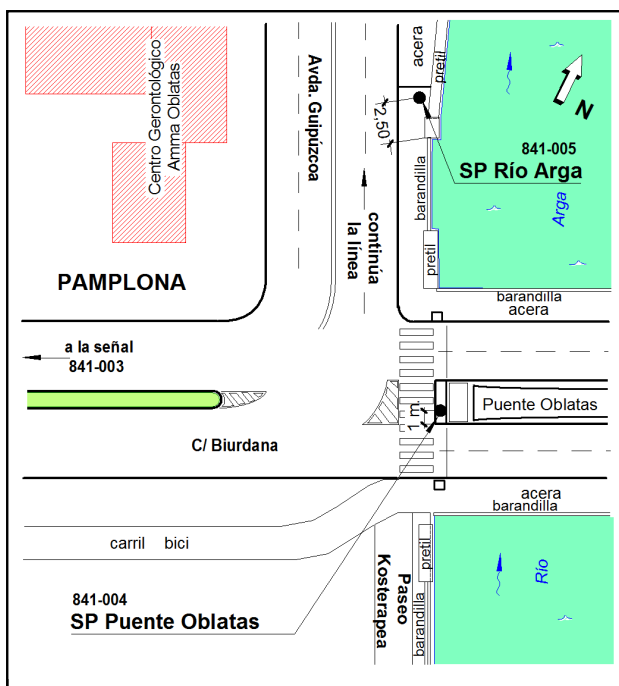 acera
pretil
N
Centro Gerontológico
Amma Oblatas
Avda. Guipúzcoa
2,50
841-005
SP Río Arga
barandilla
continúa
la línea
Arga
pretil
PAMPLONA
barandilla
acera
a la señal
841-003
Puente Oblatas
1 m.
C/ Biurdana
acera
barandilla
carril bici
pretil
Río
Paseo
Kosterapea
barandilla
841-004
SP Puente Oblatas